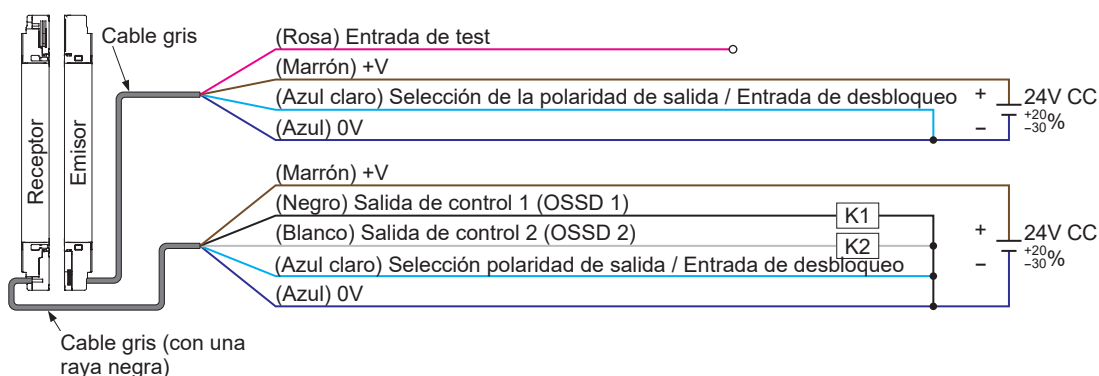 Cable gris
(Rosa) Entrada de test
(Marrón) +V
(Azul claro) Selección de la polaridad de salida / Entrada de desbloqueo
(Azul) 0V
+
−
24V CC
+20
−30%
Receptor
Emisor
(Marrón) +V
(Negro) Salida de control 1 (OSSD 1)
K1
(Blanco) Salida de control 2 (OSSD 2)
K2
(Azul claro) Selección polaridad de salida / Entrada de desbloqueo
(Azul) 0V
+
−
24V CC
+20
−30%
Cable gris (con una
raya negra)